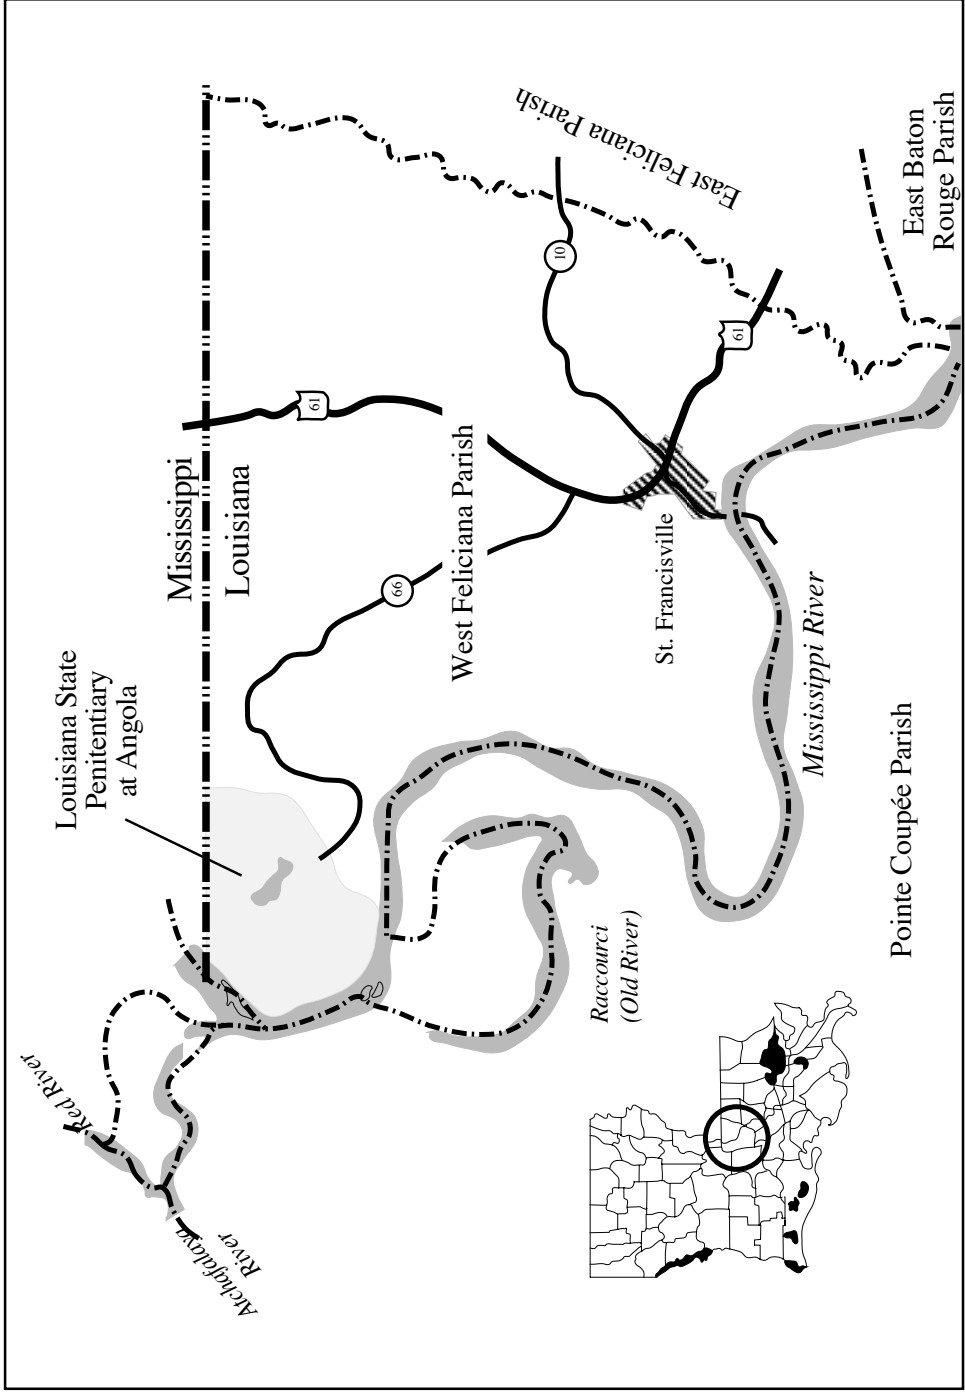 Louisiana State
Penitentiary
at Angola
Mississippi
Louisiana
Red River
Atchafalaya
River
61
66
West Feliciana Parish
10
East Feliciana Parish
61
St. Francisville
Raccourci
(Old River)
Mississippi River
Pointe Coupée Parish
East Baton
Rouge Parish